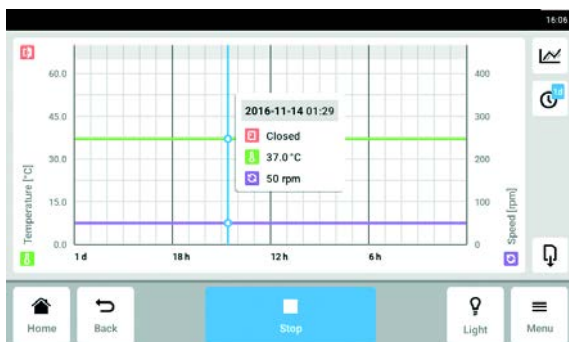 16:06
60.0
45.0
30.0
15.0
0.0
Temperature [°C]
400
300
200
100
0
Speed [rpm]
1d
2016-11-14 01:29
Closed
37.0°C
50 rpm
1 d
18 h
12 h
6 h
Home
Back
Stop
Light
Menu